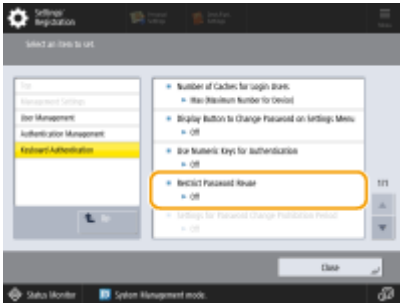 Settings/
Registration
Select an item to set.
Top
Management Settings
User Management
Authentication Management
Keyboard Authentication
Number of Caches for Login Users
Max (Maximum Number for Device)
Display Button to Change Password on Settings Menu
Off
Use Numeric Keys for Authentication
Off
Restrict Password Reuse
Off
Settings for Password Change Prohibition Period
Off
1/1
Close
Status Monitor
System Management mode.